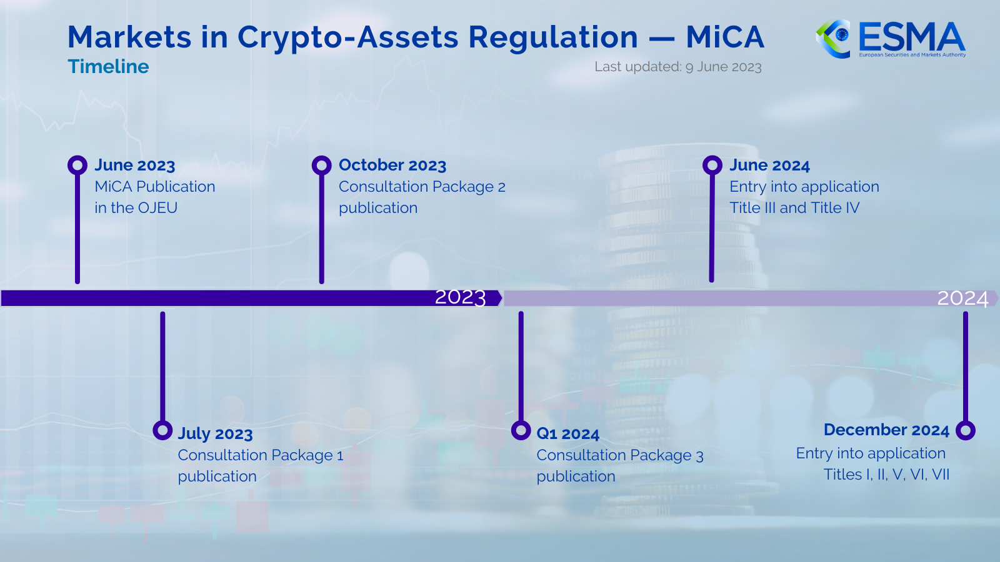 Markets in Crypto-Assets Regulation — MiCA
Timeline
Last updated: 9 June 2023
ESMA
European Securities and Markets Authority
June 2023
MiCA Publication
in the OJEU
October 2023
Consultation Package 2
publication
June 2024
Entry into application
Title III and Title IV
2023
2024
July 2023
Consultation Package 1
publication
Q1 2024
Consultation Package 3
publication
December 2024
Entry into application
Titles I, II, V, VI, VII